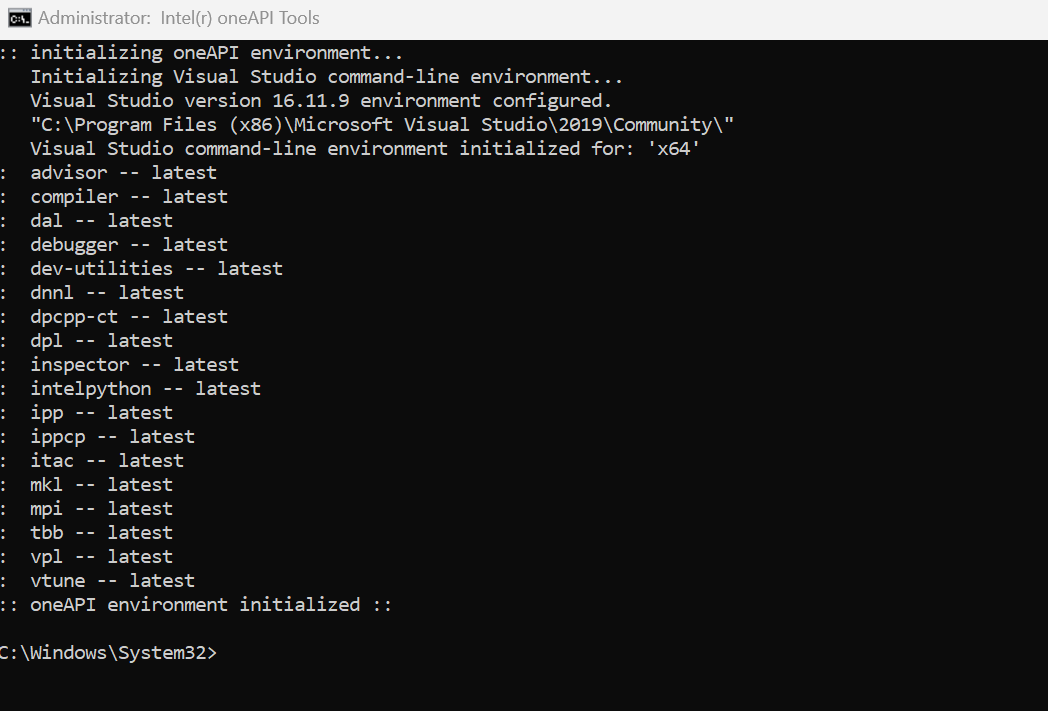 Administrator: Intel(r) oneAPI Tools
:: initializing oneAPI environment...
Initializing Visual Studio command-line environment...
Visual Studio version 16.11.9 environment configured.
"C:\Program Files (x86)\Microsoft Visual Studio\2019\Community\"
Visual Studio command-line environment initialized for: 'x64'
: advisor -- latest
: compiler -- latest
: dal -- latest
: debugger -- latest
: dev-utilities -- latest
: dnnl -- latest
: dpcpp-ct -- latest
: dpl -- latest
: inspector -- latest
: intelpython -- latest
: ipp -- latest
: ippcp -- latest
: itac -- latest
: mkl -- latest
: mpi -- latest
: tbb -- latest
: vpl -- latest
: vtune -- latest
:: oneAPI environment initialized ::
C:\Windows\System32>